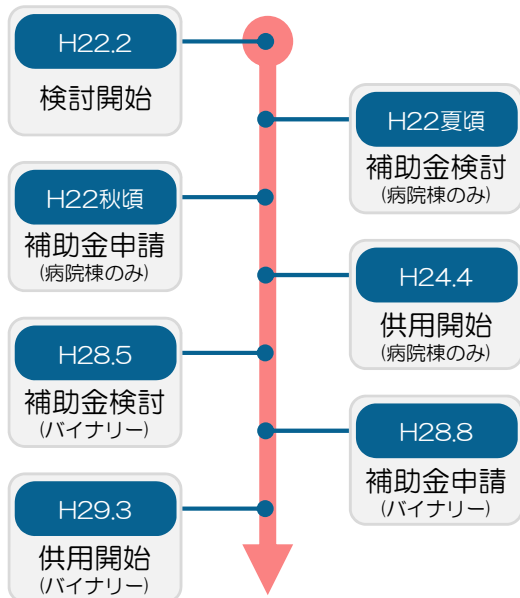 H22.2
検討開始
H22夏頃
補助金検討
(病院棟のみ)
H22秋頃
補助金申請
(病院棟のみ)
H24.4
供用開始
(病院棟のみ)
H28.5
補助金検討
(バイナリー)
H28.8
補助金申請
(バイナリー)
H29.3
供用開始
(バイナリー)